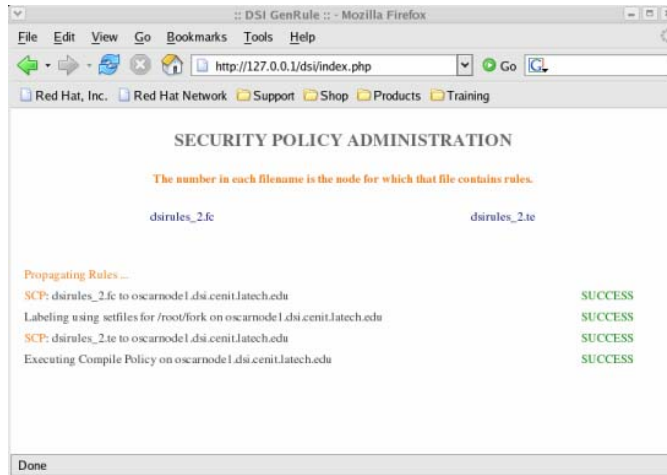 :: DSI GenRule :: - Mozilla Firefox
File Edit View Go Bookmarks Tools Help
http://127.0.0.1/dsi/index.php Go G
Red Hat, Inc. Red Hat Network Support Shop Products Training
SECURITY POLICY ADMINISTRATION
The number in each filename is the node for which that file contains rules.
dsirules_2.fc dsirules_2.te
Propagating Rules ...
SCP: dsirules_2.fc to oscarnode1.dsi.cenit.latech.edu SUCCESS
Labeling using setfiles for /root/fork on oscarnode1.dsi.cenit.latech.edu SUCCESS
SCP: dsirules_2.te to oscarnode1.dsi.cenit.latech.edu SUCCESS
Executing Compile Policy on oscarnode1.dsi.cenit.latech.edu SUCCESS
Done